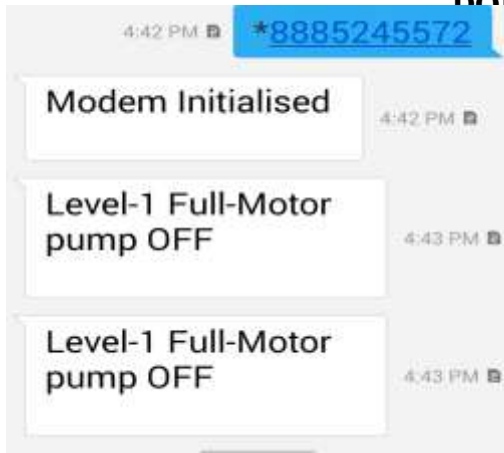 4:42 PM *8885245572
Modem Initialised
4:42 PM
Level-1 Full-Motor
pump OFF
4:43 PM
Level-1 Full-Motor
pump OFF
4:43 PM